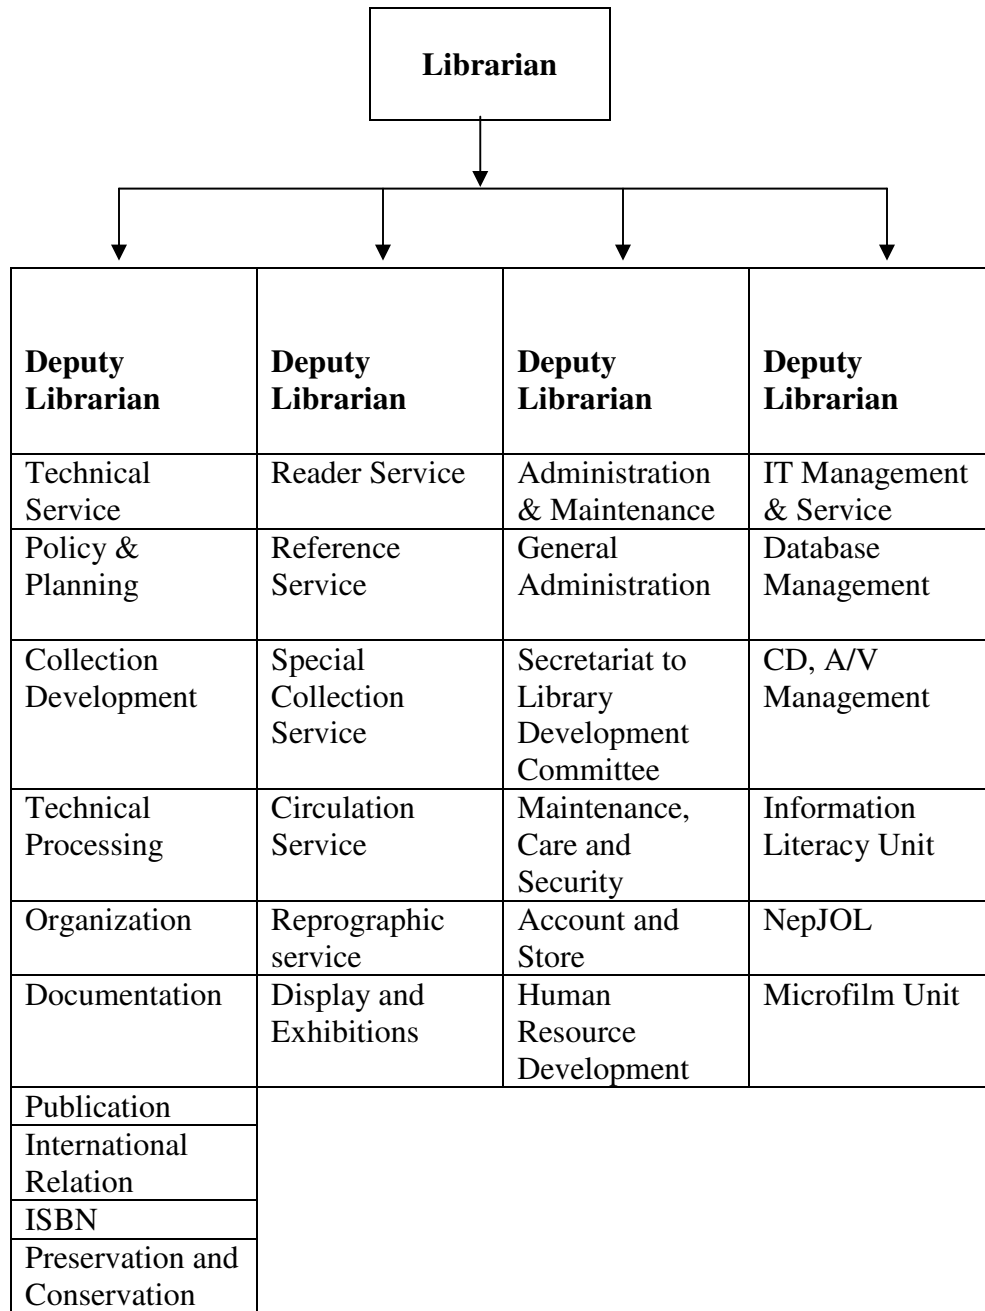 Librarian
Deputy
Librarian
Deputy
Librarian
Deputy
Librarian
Deputy
Librarian
Technical
Service
Reader Service
Administration
& Maintenance
IT Management
& Service
Policy &
Planning
Reference
Service
General
Administration
Database
Management
Collection
Development
Special
Collection
Service
Secretariat to
Library
Development
Committee
CD, A/V
Management
Technical
Processing
Circulation
Service
Maintenance,
Care and
Security
Information
Literacy Unit
Organization
Reprographic
service
Account and
Store
NepJOL
Documentation
Display and
Exhibitions
Human
Resource
Development
Microfilm Unit
Publication
International
Relation
ISBN
Preservation and
Conservation